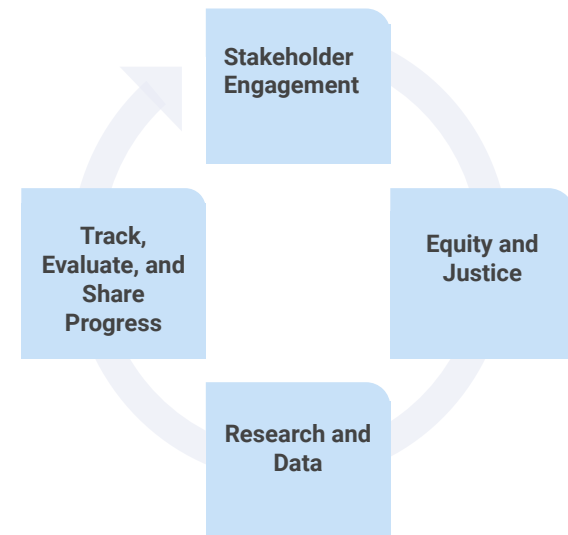 Stakeholder
Engagement
Equity and
Justice
Research and
Data
Track,
Evaluate, and
Share
Progress